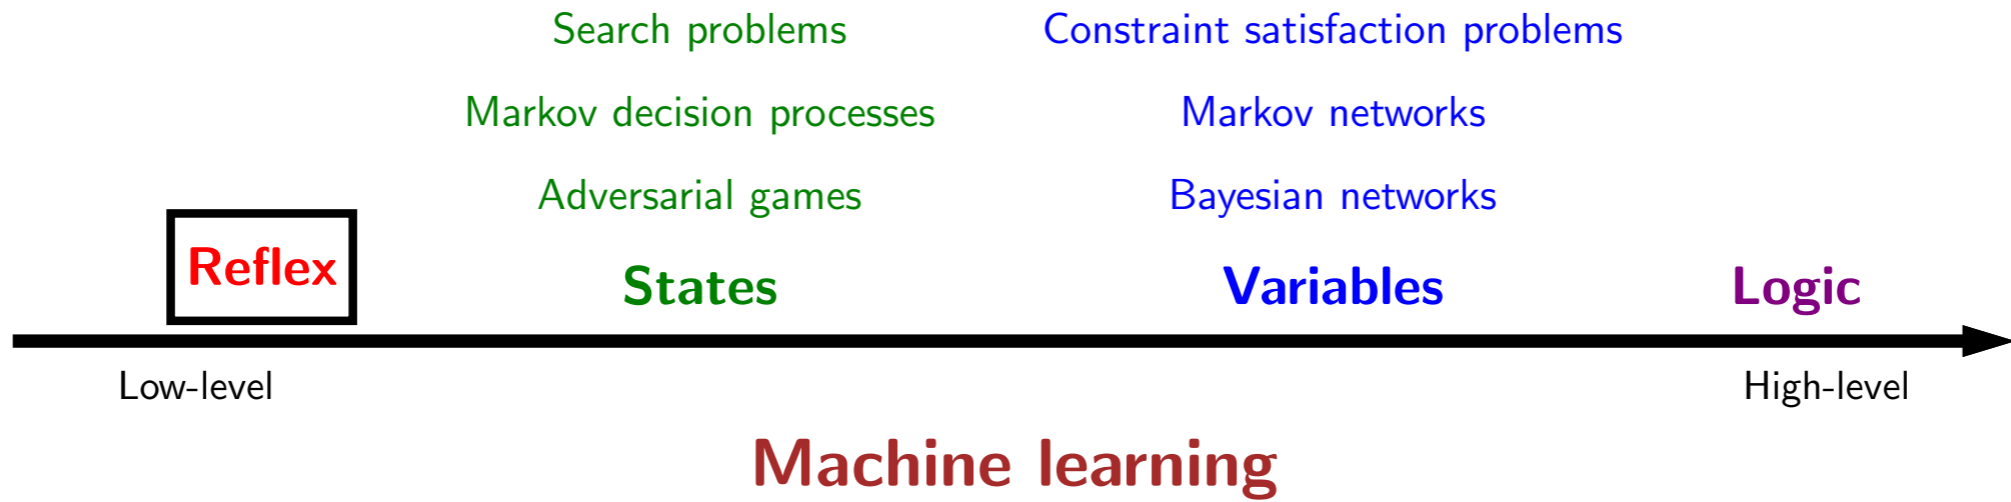 Search problems
Constraint satisfaction problems
Markov decision processes
Markov networks
Adversarial games
Bayesian networks
Reflex
States
Variables
Logic
Low-level
High-level
Machine learning